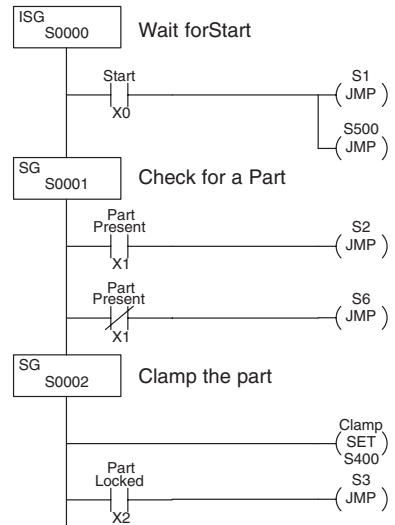 ISG
S0000
Wait forStart
Start
X0
S1
JMP
S500
JMP
SG
S0001
Check for a Part
Part
Present
X1
S2
JMP
Part
Present
X1
S6
JMP
SG
S0002
Clamp the part
Clamp
SET
S400
Part
Locked
X2
S3
JMP